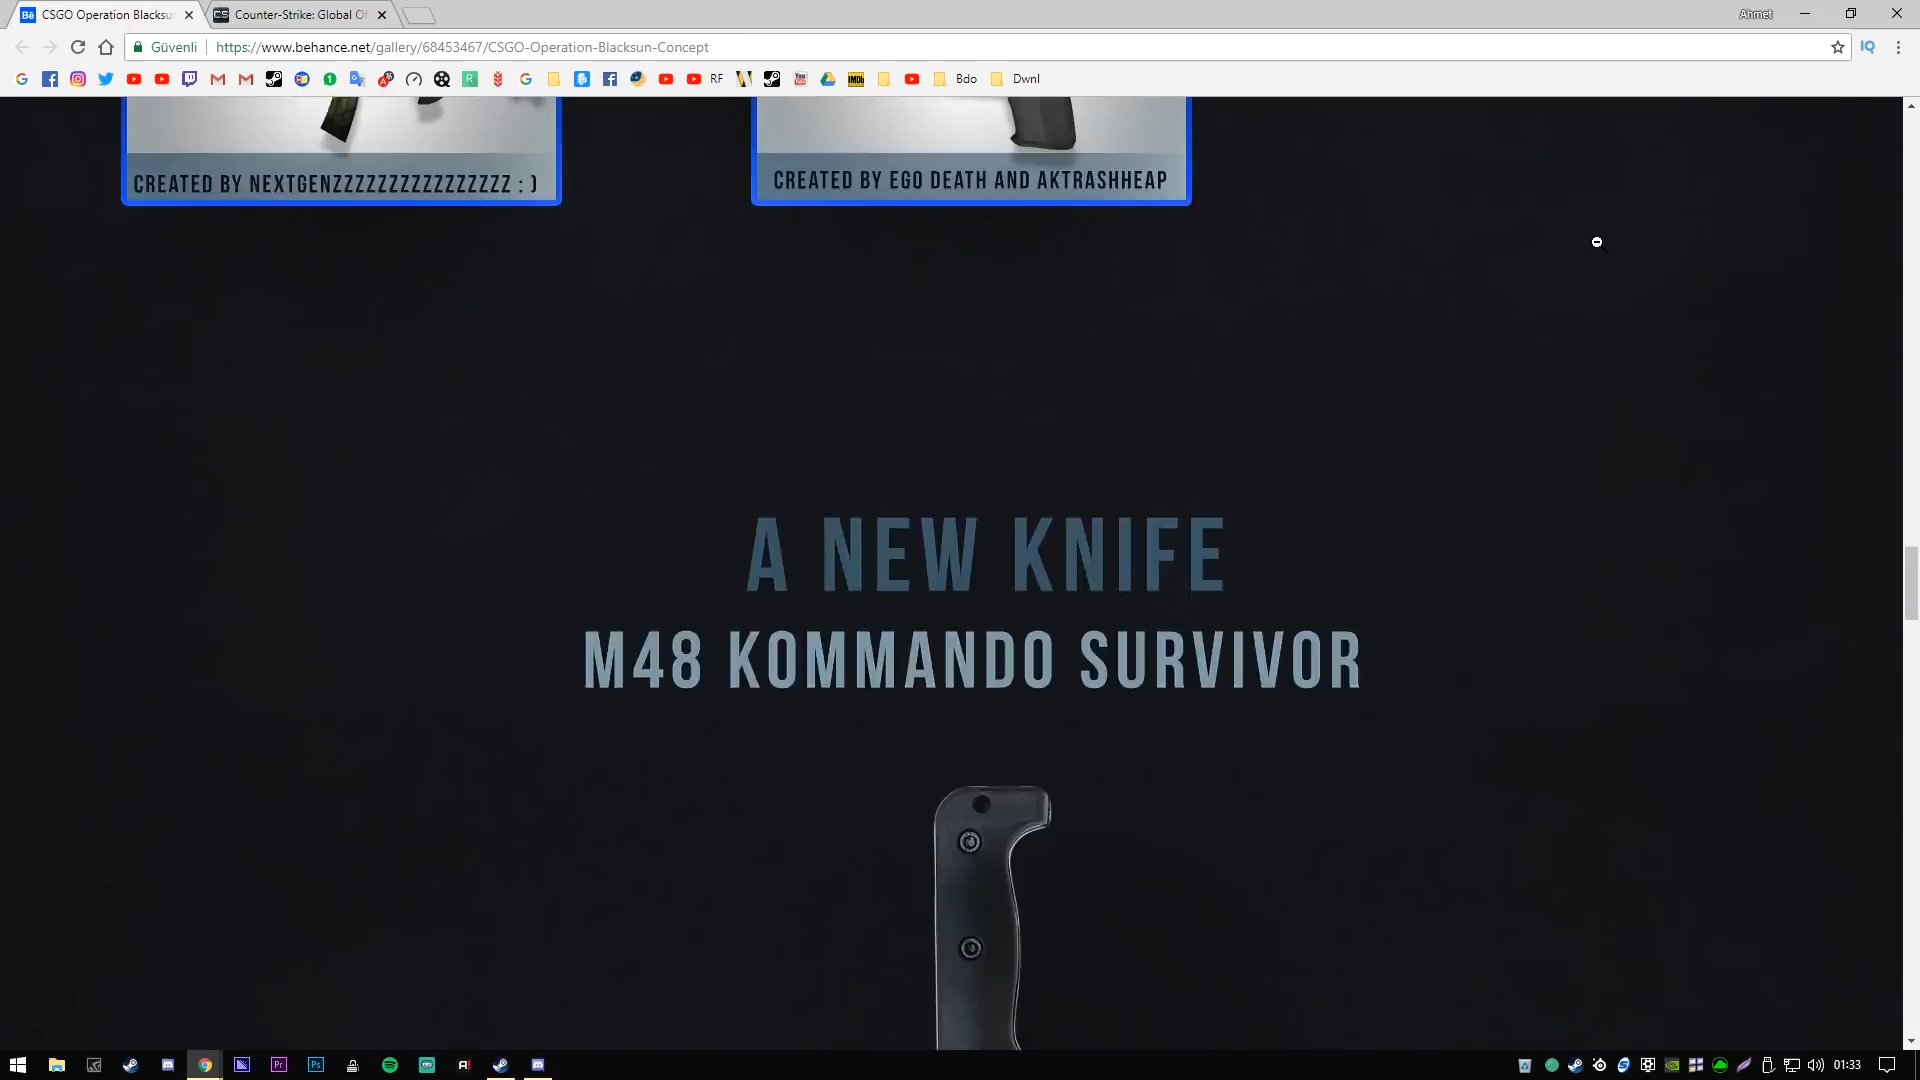 CSGO Operation Blacksu
Counter-Strike: Global Of
Ahmet
Güvenli
https://www.behance.net/gallery/68453467/CSGO-Operation-Blacksun-Concept
IQ
RF
Bdo
Dwnl
CREATED BY NEXTGENZZZZZZZZZZZZZZZZ : )
CREATED BY EGO DEATH AND AKTRASHHEAP
A NEW KNIFE
M48 KOMMANDO SURVIVOR
01:33